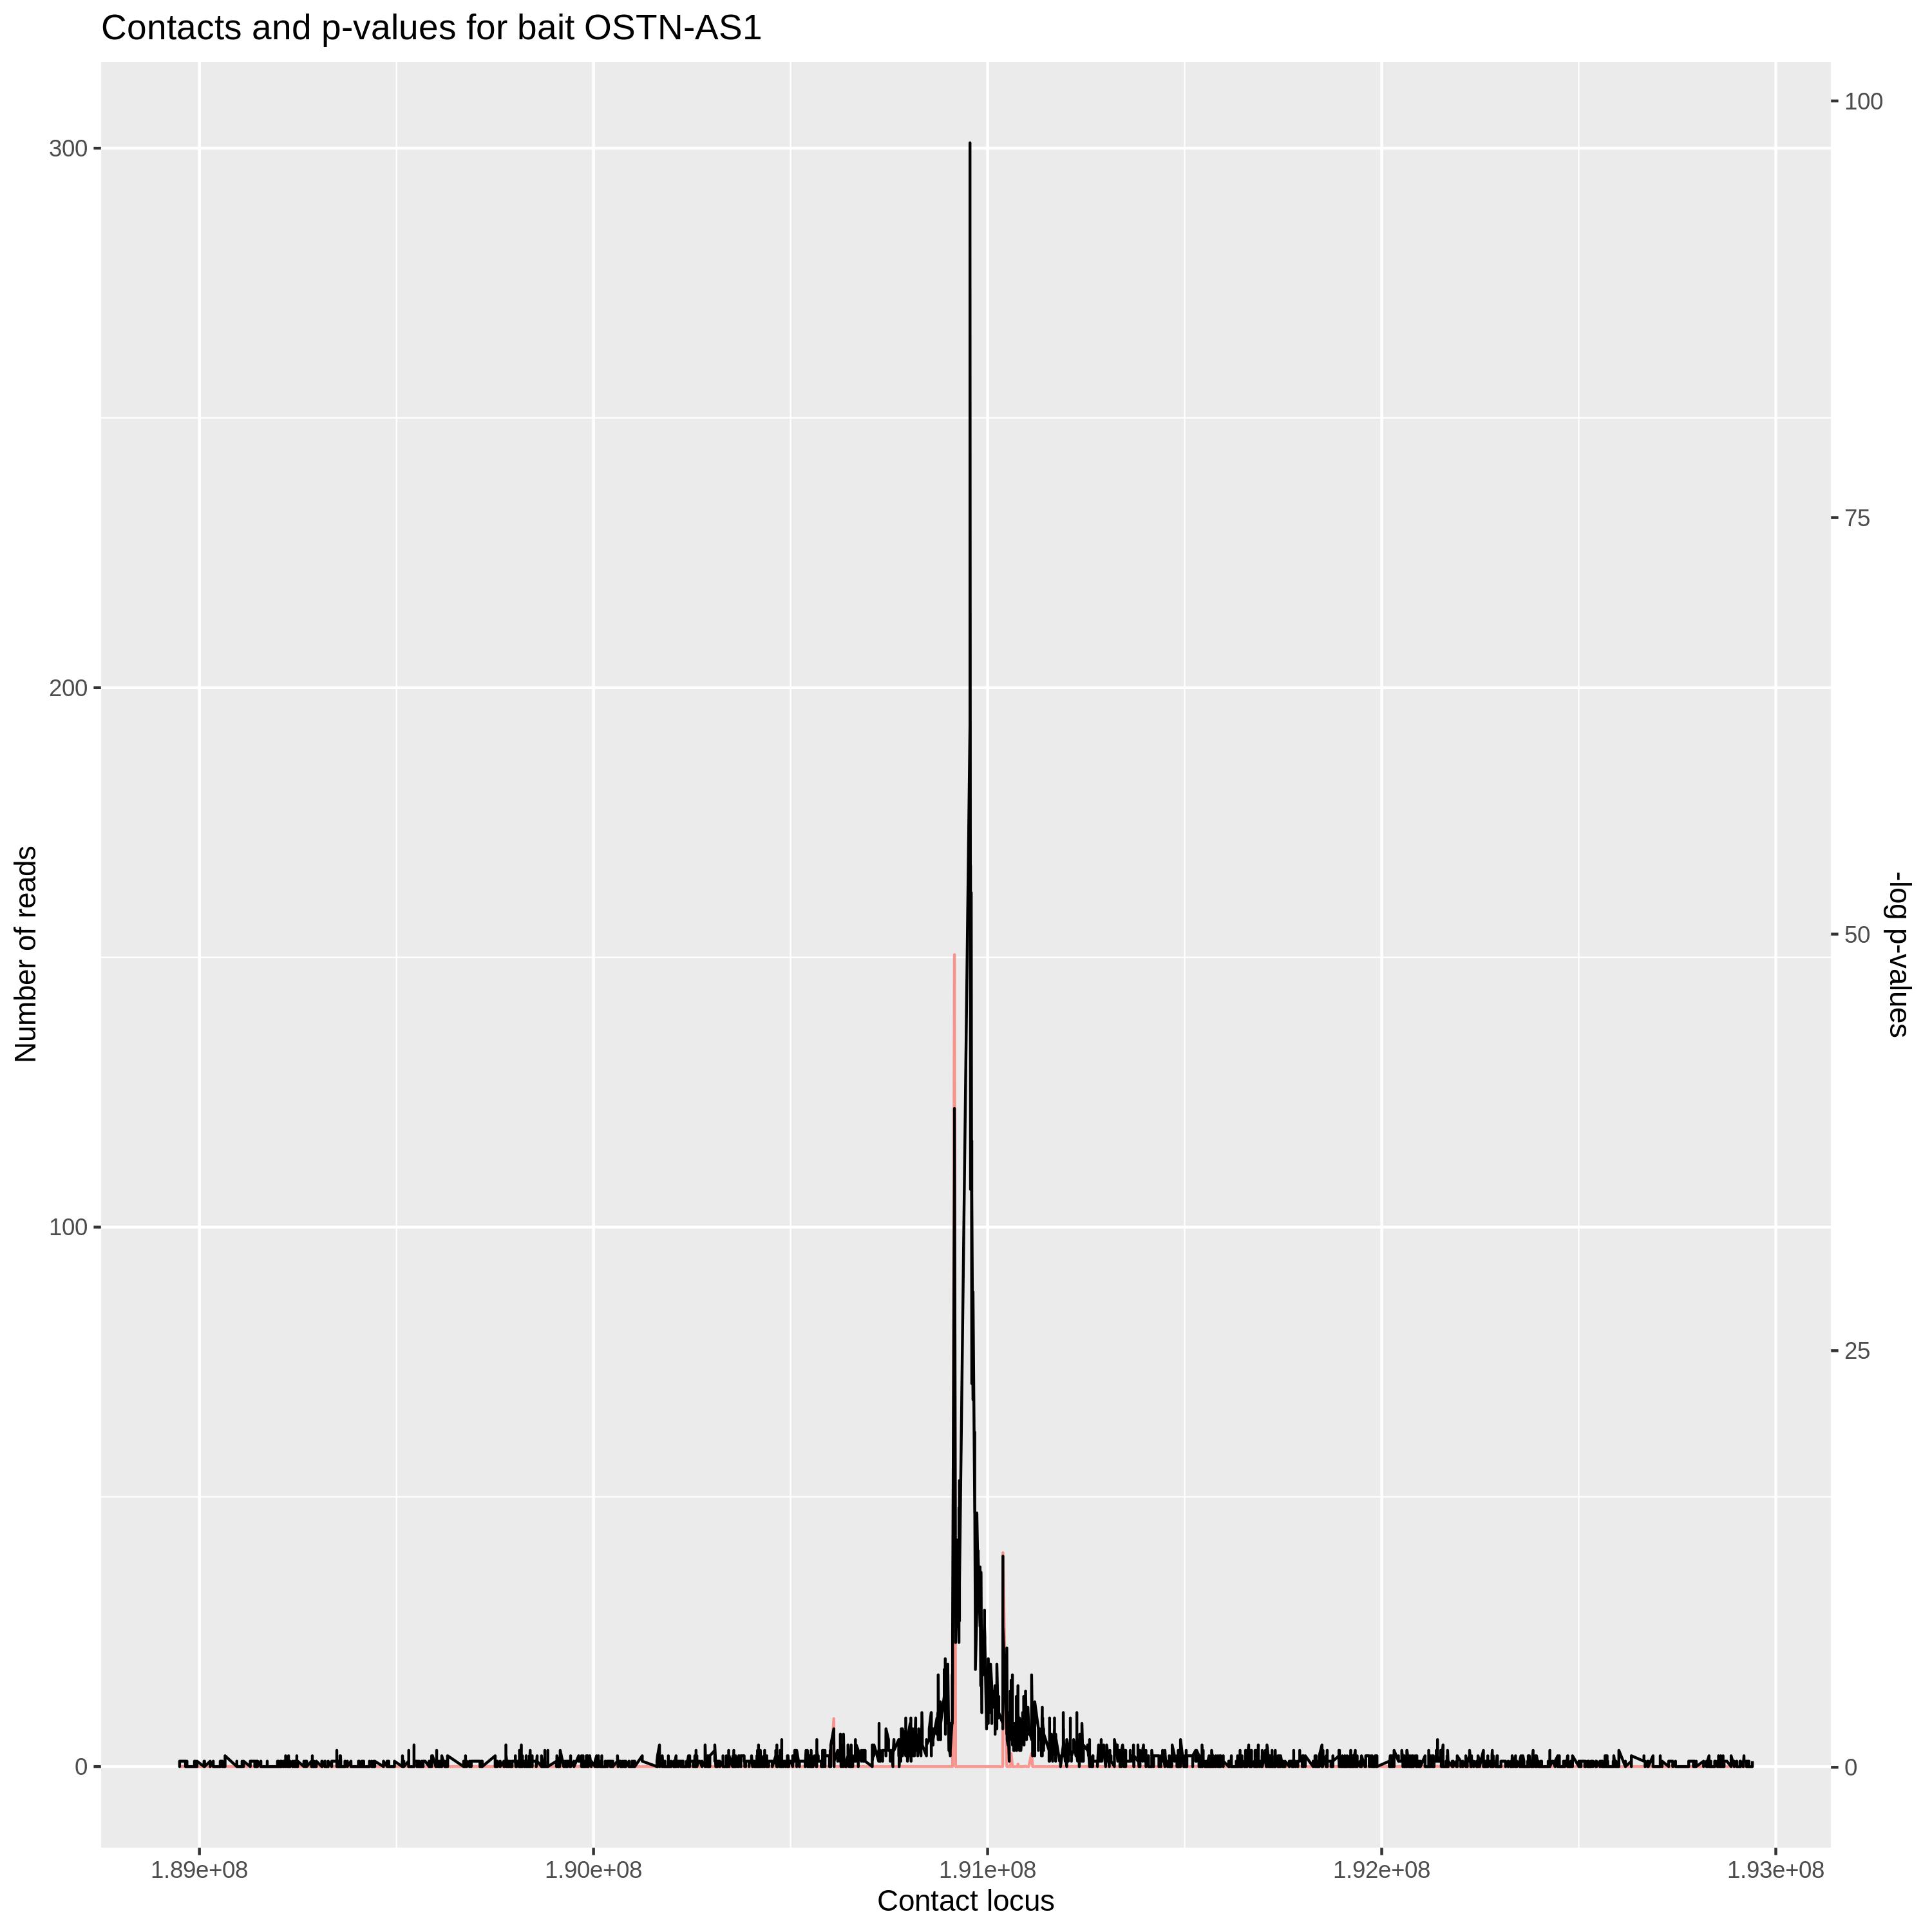 Contacts and p-values for bait OSTN-AS1
300
200
100
0
Number of reads
100
75
50
25
0
-log p-values
1.89e+08 1.90e+08 1.91e+08 1.92e+08 1.93e+08
Contact locus